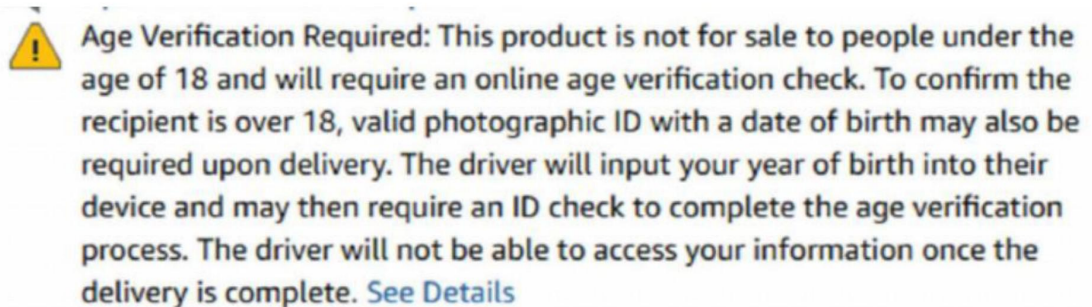 Age Verification Required: This product is not for sale to people under the
age of 18 and will require an online age verification check. To confirm the
recipient is over 18, valid photographic ID with a date of birth may also be
required upon delivery. The driver will input your year of birth into their
device and may then require an ID check to complete the age verification
process. The driver will not be able to access your information once the
delivery is complete. See Details